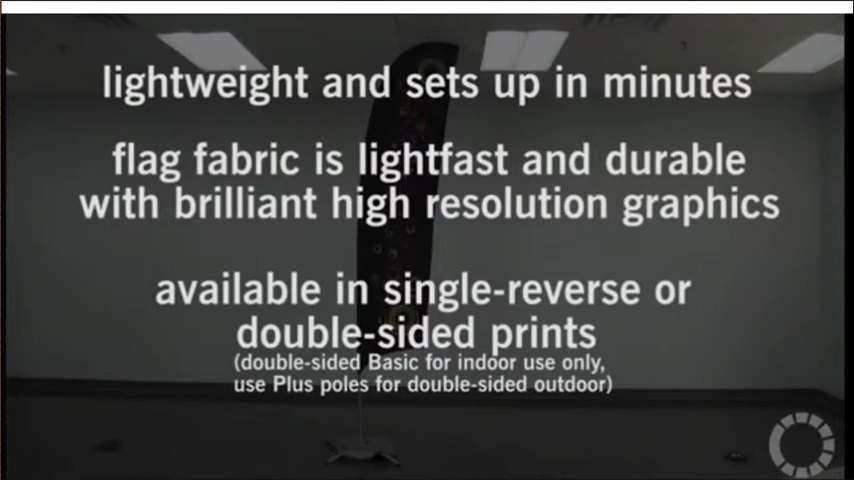 lightweight and sets up in minutes
flag fabric is lightfast and durable
with brilliant high resolution graphics
available in single-reverse or
double-sided prints
(double-sided Basic for indoor use only,
use Plus poles for double-sided outdoor)